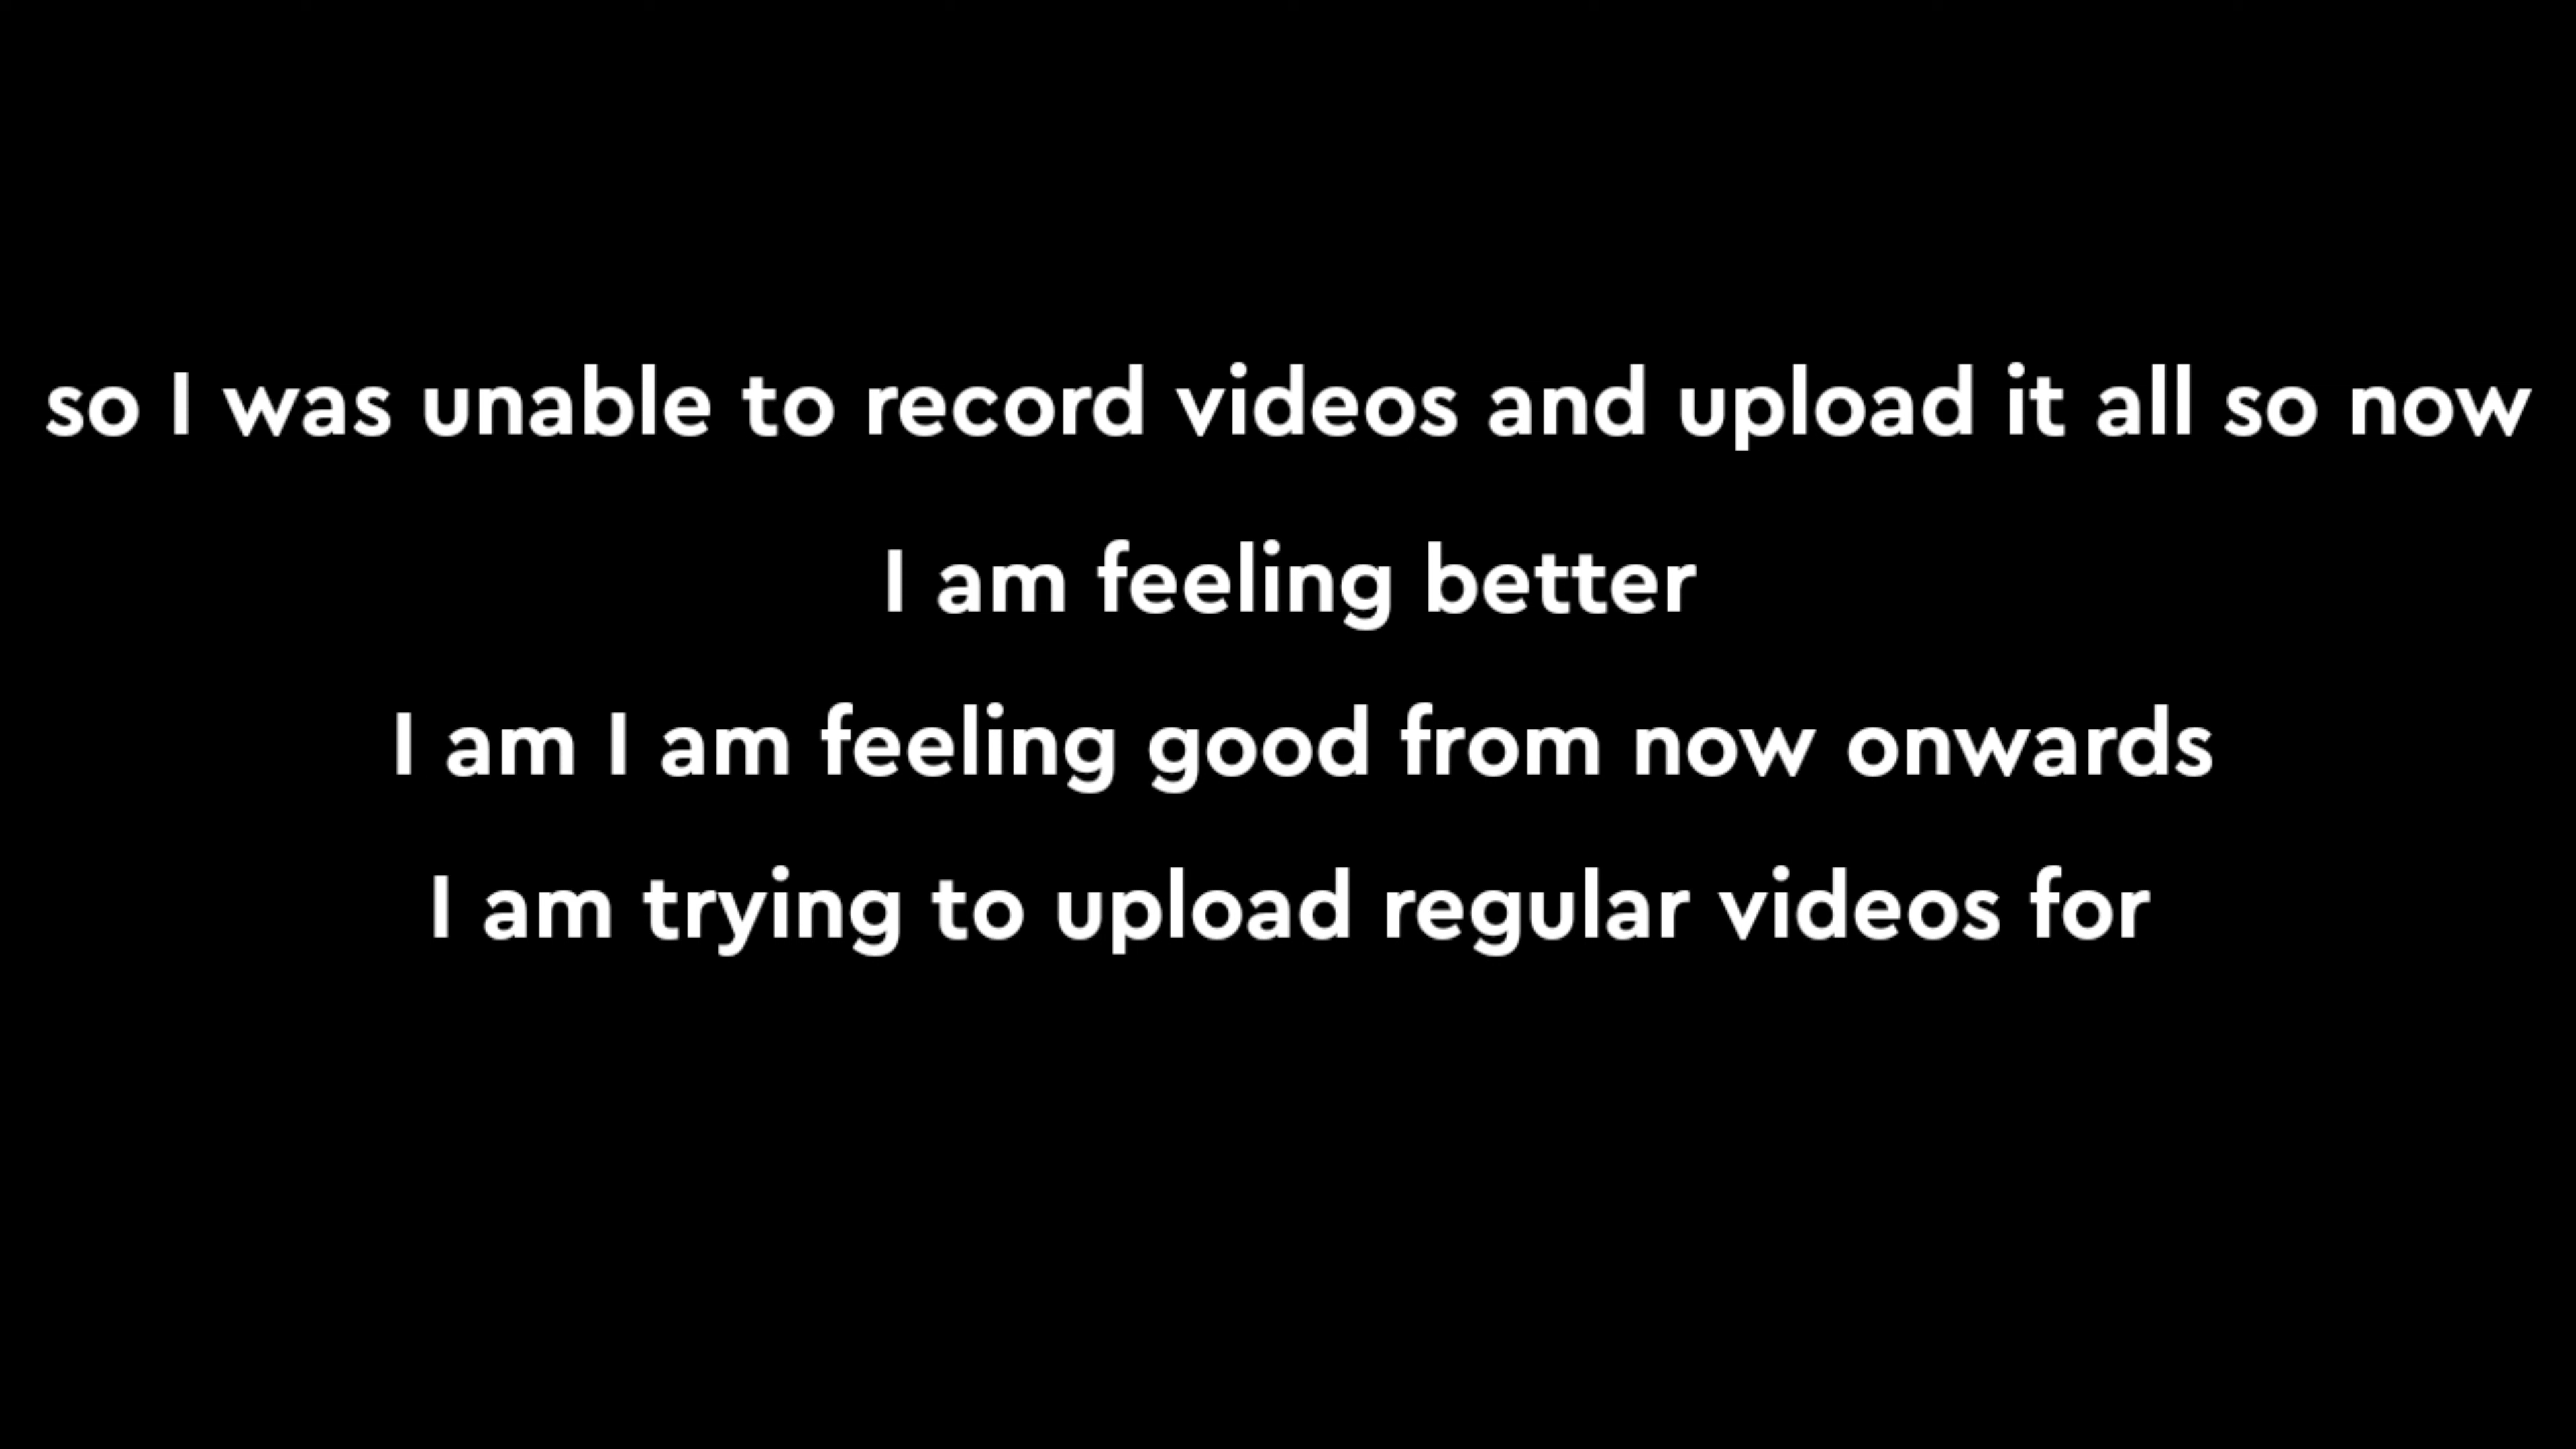 so I was unable to record videos and upload it all so now
I am feeling better
I am I am feeling good from now onwards
I am trying to upload regular videos for